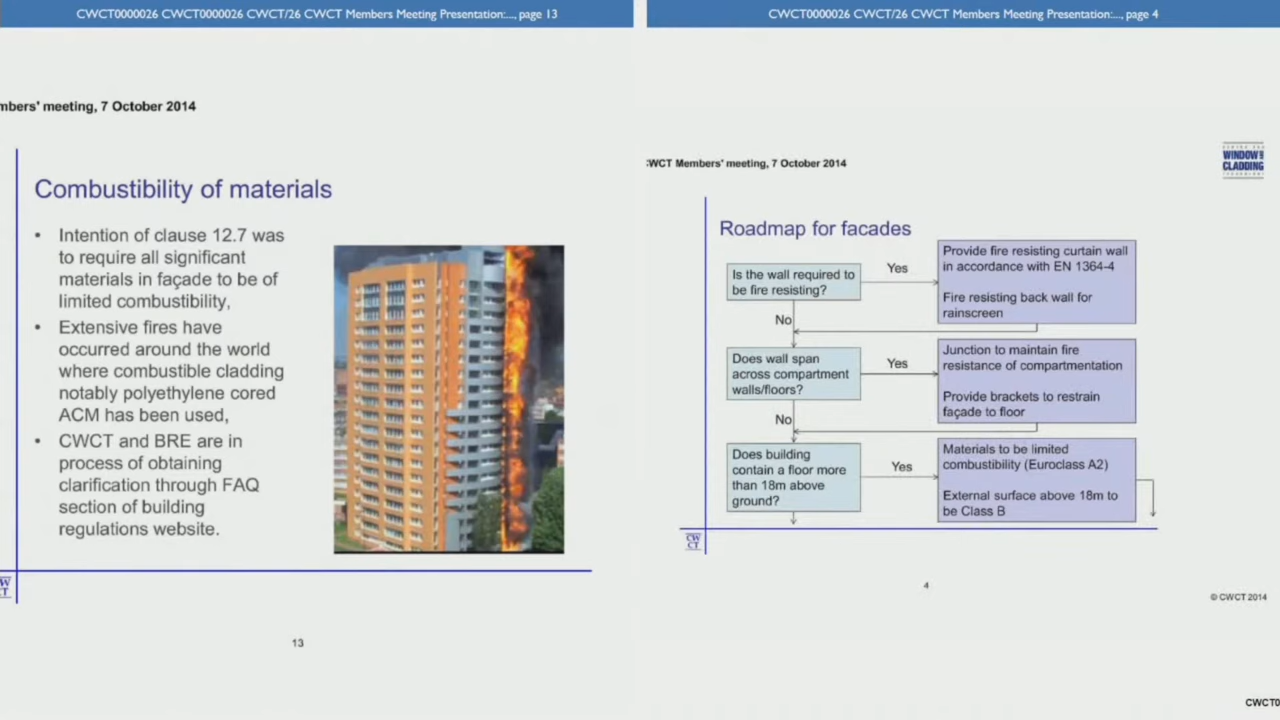 CWCT0000026 CWCT0000026 CWCT/26 CWCT Members Meeting Presentation:..., page 13
mbers' meeting, 7 October 2014
Combustibility of materials
• Intention of clause 12.7 was
to require all significant
materials in façade to be of
limited combustibility,
• Extensive fires have
occurred around the world
where combustible cladding
notably polyethylene cored
ACM has been used,
• CWCT and BRE are in
process of obtaining
clarification through FAQ
section of building
regulations website.
13
CWCT0000026 CWCT0000026 CWCT/26 CWCT Members Meeting Presentation:..., page 4
CWCT Members' meeting, 7 October 2014
WINDOW
CLADDING
Roadmap for facades
Is the wall required to
be fire resisting?
Yes
Provide fire resisting curtain wall
in accordance with EN 1364-4
Fire resisting back wall for
rainscreen
No
Does wall span
across compartment
walls/floors?
Yes
Junction to maintain fire
resistance of compartmentation
Provide brackets to restrain
façade to floor
No
Does building
contain a floor more
than 18m above
ground?
Yes
Materials to be limited
combustibility (Euroclass A2)
External surface above 18m to
be Class B
CW
CT
4
© CWCT 2014
CWCT0